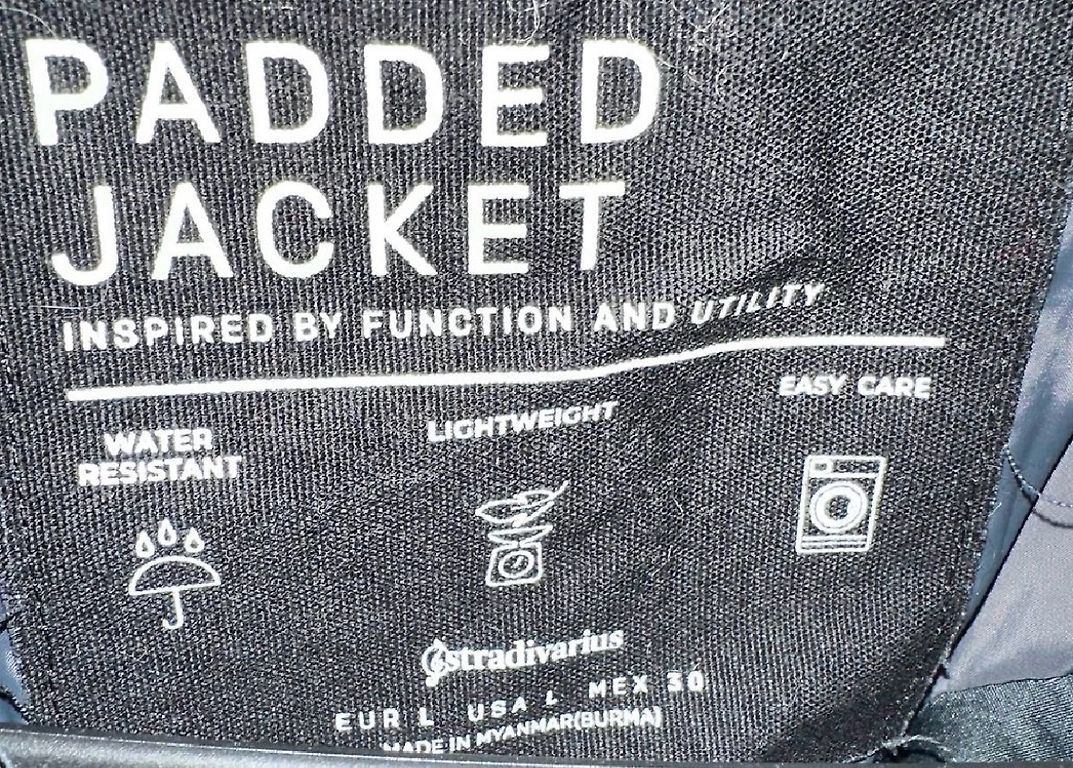 PADDED
JACKET
INSPIRED BY FUNCTION AND UTILITY
WATER
RESISTANT
LIGHTWEIGHT
EASY CARE
stradivarius
EUR L USA L MEX 30
MADE IN MYANMAR(BURMA)